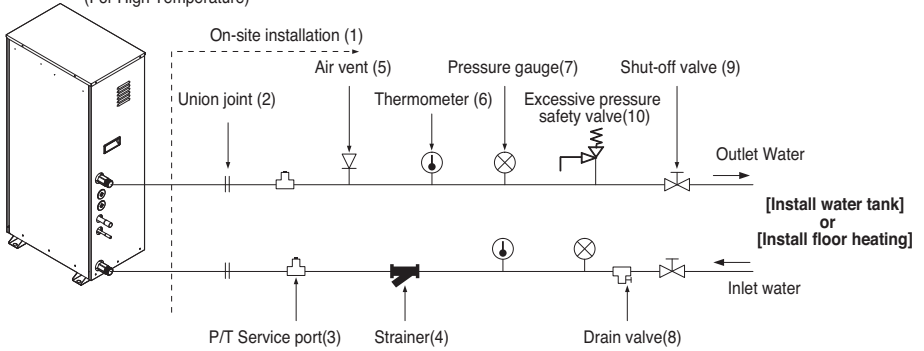 (For High Temperature)
On-site installation (1)
Air vent (5)
Pressure gauge(7)
Shut-off valve (9)
Union joint (2)
Thermometer (6)
Excessive pressure
safety valve(10)
Outlet Water
[Install water tank]
or
[Install floor heating]
Inlet water
P/T Service port(3)
Strainer(4)
Drain valve(8)